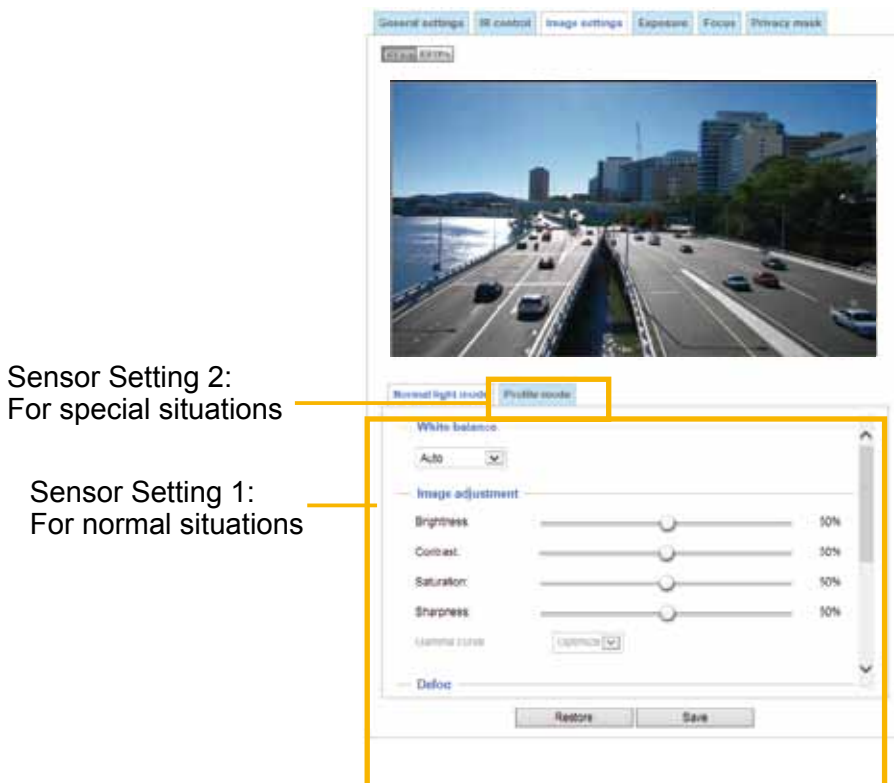 General settings IR control Image settings Exposure Focus Privacy mask
Sensor Setting 2:
For special situations
Normal light mode Profile mode
White balance
Auto
Sensor Setting 1:
For normal situations
Image adjustment
Brightness: 50%
Contrast: 50%
Saturation: 50%
Sharpness: 50%
Gamma curve Optimize
Defog
Restore Save